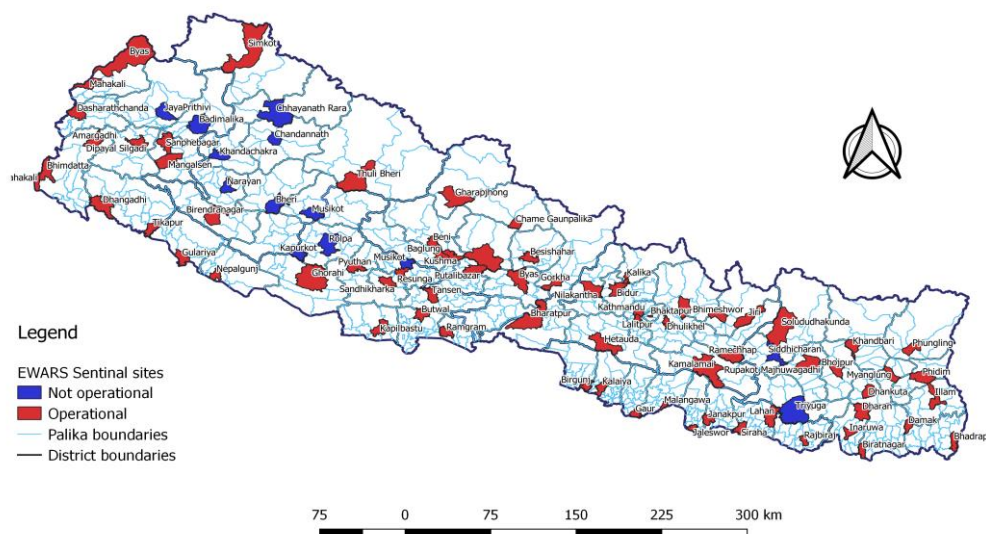 Simkot
Byas
Mahakali
Dasharathchanda
JayaPrithivi
Badimalika
Chhayanath Rara
Chandannath
Amargadhi
Sanphebagar
Dipayal Silgadi
Khandachakra
Mangalsen
Bhimdatta
Thuli Bheri
Narayan
Gharapjhong
Dhangadhi
Bheri
Birendranagar
Musikot
Chame Gaunpalika
Tikapur
Rolpa
Beni
Baglung
Kapurkot
Besishahar
Gulariya
Musikot
Kushma
Pyuthan
Nepalgunj
Ghorahi
Resunga
Putalibazar
Byas
Gorkha
Kalika
Sandhikharka
Tansen
Nilakantha
Bidur
Butwal
Bharatpur
Kathmandu
Bhaktapur
Bhimeshwor
Jiri
Solududhakunda
Kapilbastu
Ramgram
Lalitpur
Dhulikhel
Hetauda
Ramechhap
Siddhicharan
Khandbari
Phungling
Kamalamai
Rupakot
Majhuwagadhi
Bhojpur
Myanglung
Phidim
Birgunj
Kalaiya
Dhankuta
Illam
Gaur
Malangawa
Janakpur
Lahan
Triyuga
Dharan
Damak
Jaleswor
Siraha
Rajbiraj
Inaruwa
Biratnagar
Bhadrap
Legend
EWARS Sentinal sites
Not operational
Operational
Palika boundaries
District boundaries
75 0 75 150 225 300 km